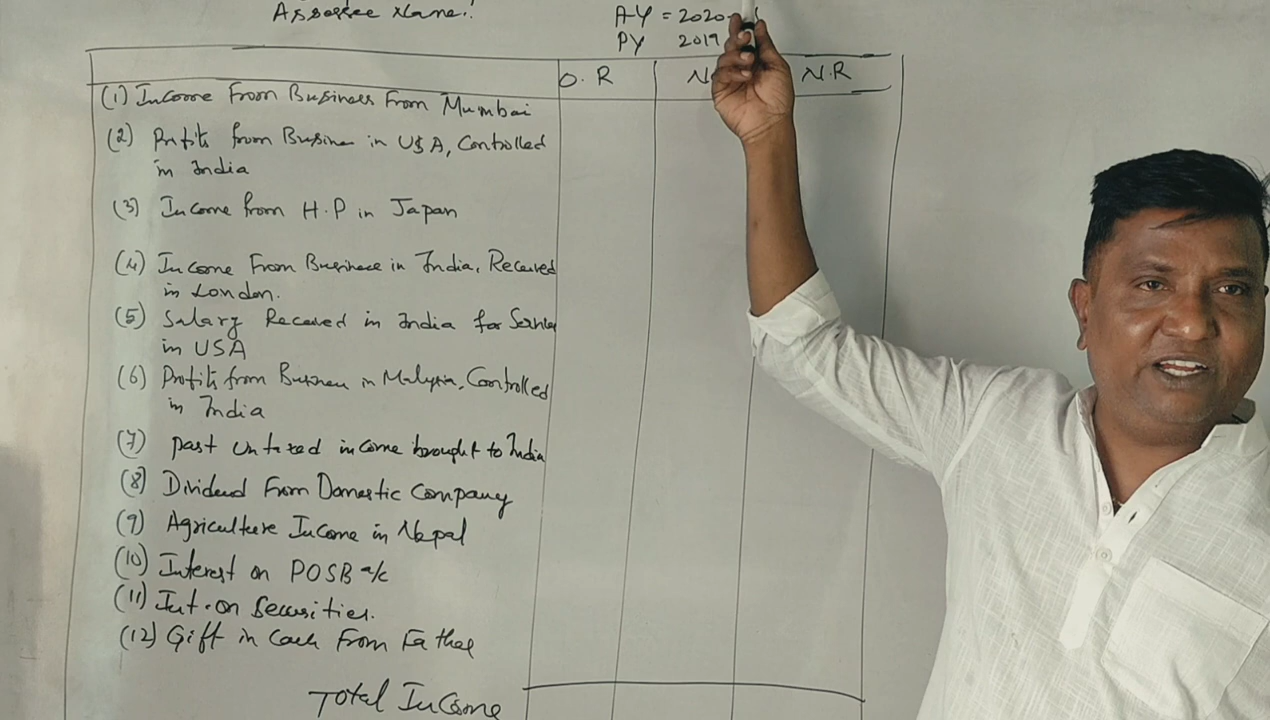 Assessee Name:
AY = 2020-
PY 2019
O. R
N
N.R
(1) Income From Business From Mumbai
(2) Profits from Business in USA, Controlled
in India
(3) Income from H.P in Japan
(4) Income From Business in India, Received
in London.
(5) Salary Received in India for Service
in USA
(6) Profits from Business in Malysia, Controlled
in India
(7) past untaxed income brought to India
(8) Dividend From Domestic Company
(9) Agriculture Income in Nepal
(10) Interest on POSB a/c
(11) Int. on Securities.
(12) Gift in Cash From Father
Total Income